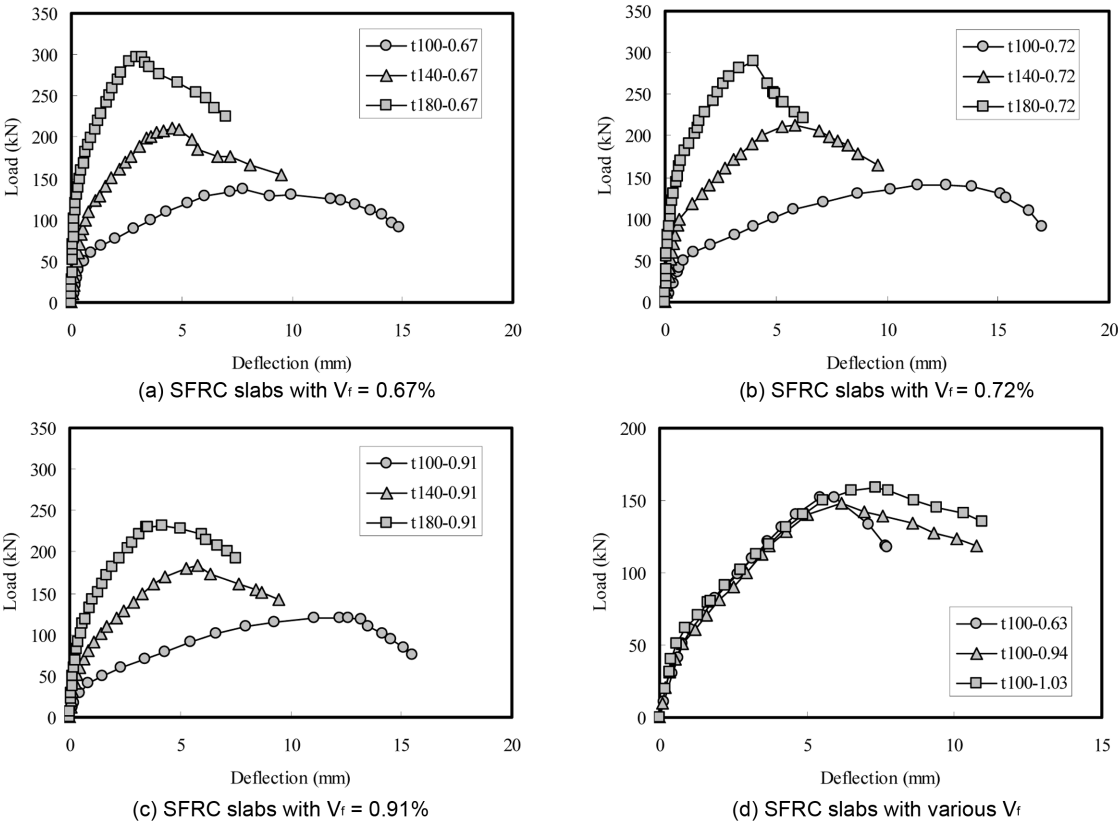 350
300
250
200
150
100
50
0
Load (kN)
t100-0.67
t140-0.67
t180-0.67
0 5 10 15 20
Deflection (mm)
(a) SFRC slabs with Vf = 0.67%
350
300
250
200
150
100
50
0
Load (kN)
t100-0.72
t140-0.72
t180-0.72
0 5 10 15 20
Deflection (mm)
(b) SFRC slabs with Vf = 0.72%
350
300
250
200
150
100
50
0
Load (kN)
t100-0.91
t140-0.91
t180-0.91
0 5 10 15 20
Deflection (mm)
(c) SFRC slabs with Vf = 0.91%
200
150
100
50
0
Load (kN)
t100-0.63
t100-0.94
t100-1.03
0 5 10 15
Deflection (mm)
(d) SFRC slabs with various Vf